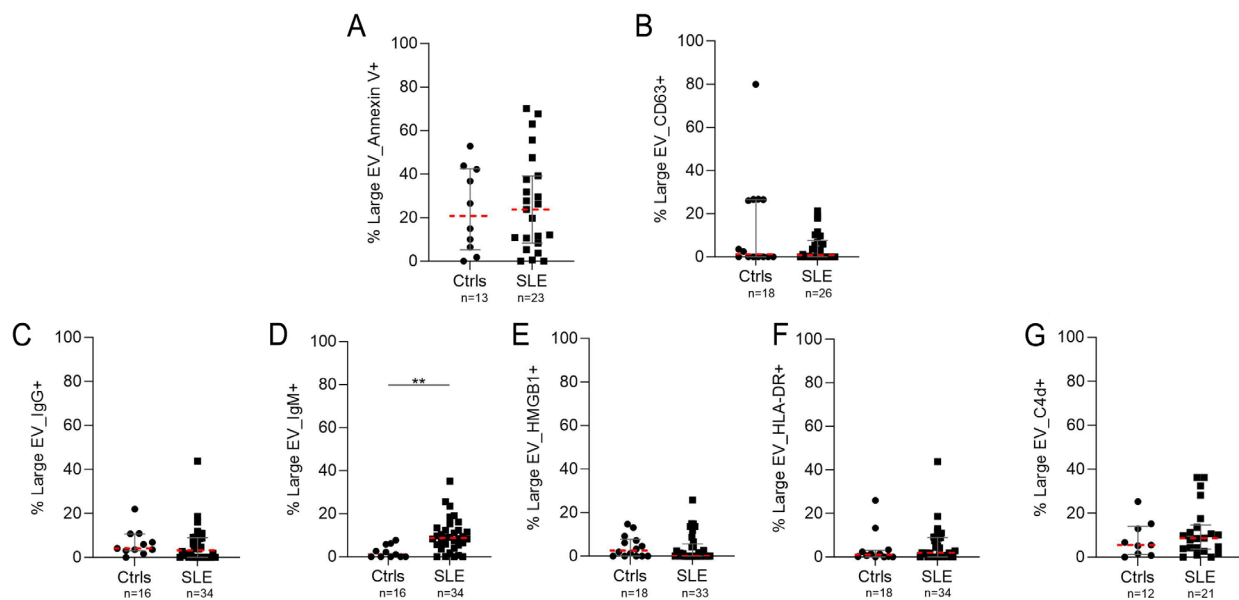 A
% Large EV_Annexin V+
100
80
60
40
20
0
Ctrls
SLE
n=13
n=23
B
% Large EV_CD63+
100
80
60
40
20
0
Ctrls
SLE
n=18
n=26
C
% Large EV_IgG+
100
80
60
40
20
0
Ctrls
SLE
n=16
n=34
D
% Large EV_IgM+
100
80
60
40
20
0
**
Ctrls
SLE
n=16
n=34
E
% Large EV_HMGB1+
100
80
60
40
20
0
Ctrls
SLE
n=18
n=33
F
% Large EV_HLA-DR+
100
80
60
40
20
0
Ctrls
SLE
n=18
n=34
G
% Large EV_C4d+
100
80
60
40
20
0
Ctrls
SLE
n=12
n=21